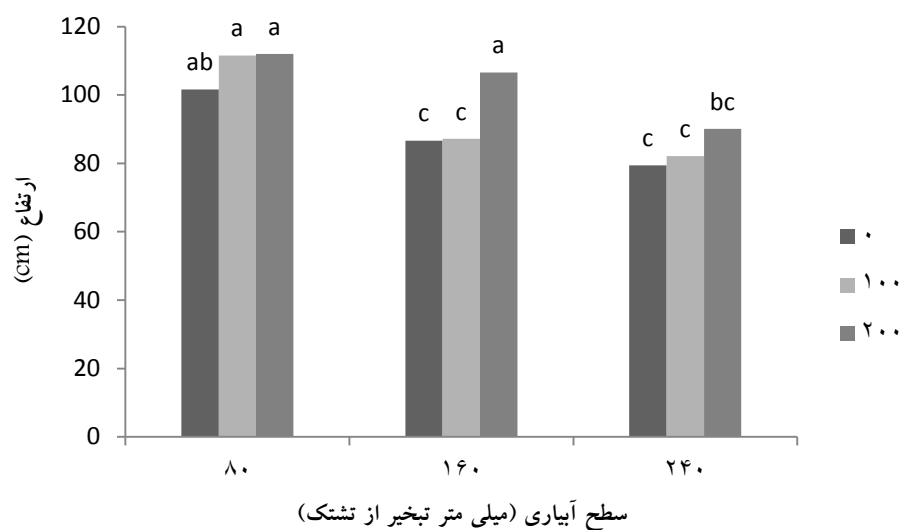 120
100
80
60
40
20
0
ارتفاع (cm)
ab
a
a
c
c
a
c
c
bc
۸۰
۱۶۰
۲۴۰
سطح آبیاری (میلی متر تبخیر از تشتک)
۰
۱۰۰
۲۰۰